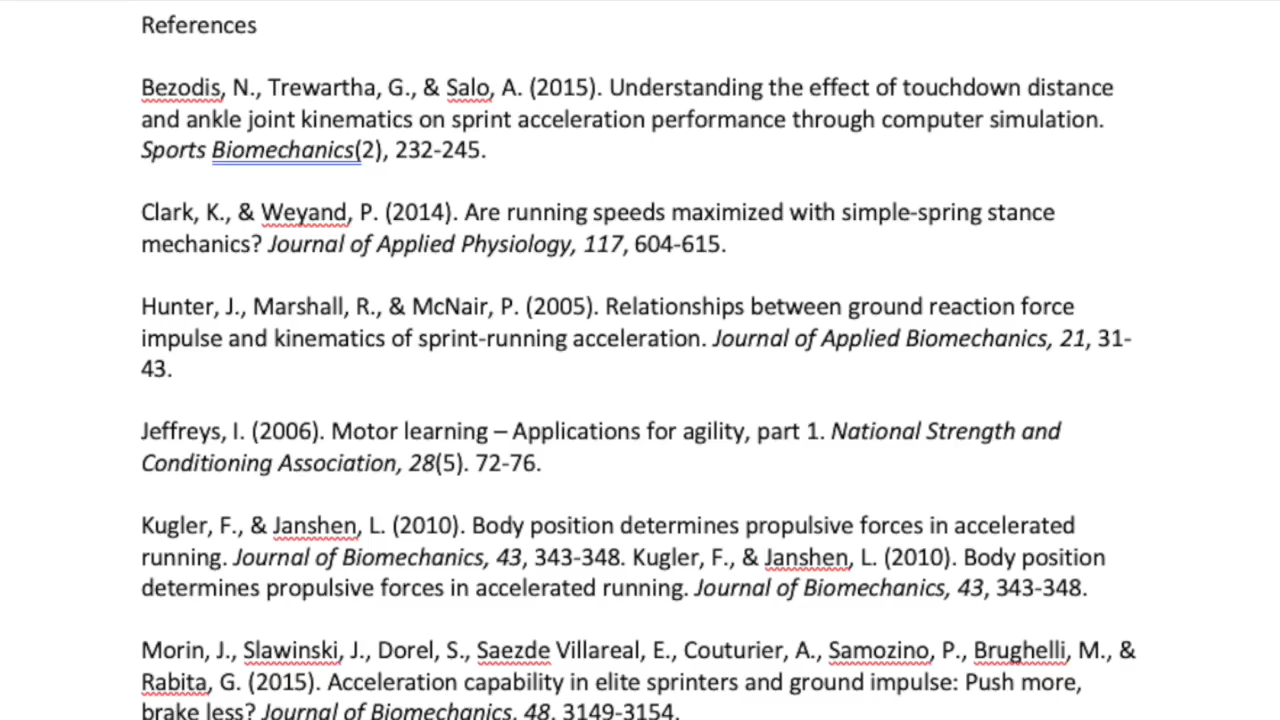 References
Bezodis, N., Trewartha, G., & Salo, A. (2015). Understanding the effect of touchdown distance
and ankle joint kinematics on sprint acceleration performance through computer simulation.
Sports Biomechanics(2), 232-245.
Clark, K., & Weyand, P. (2014). Are running speeds maximized with simple-spring stance
mechanics? Journal of Applied Physiology, 117, 604-615.
Hunter, J., Marshall, R., & McNair, P. (2005). Relationships between ground reaction force
impulse and kinematics of sprint-running acceleration. Journal of Applied Biomechanics, 21, 31-
43.
Jeffreys, I. (2006). Motor learning – Applications for agility, part 1. National Strength and
Conditioning Association, 28(5). 72-76.
Kugler, F., & Janshen, L. (2010). Body position determines propulsive forces in accelerated
running. Journal of Biomechanics, 43, 343-348. Kugler, F., & Janshen, L. (2010). Body position
determines propulsive forces in accelerated running. Journal of Biomechanics, 43, 343-348.
Morin, J., Slawinski, J., Dorel, S., Saezde Villareal, E., Couturier, A., Samozino, P., Brughelli, M., &
Rabita, G. (2015). Acceleration capability in elite sprinters and ground impulse: Push more,
brake less? Journal of Biomechanics, 48, 3149-3154.